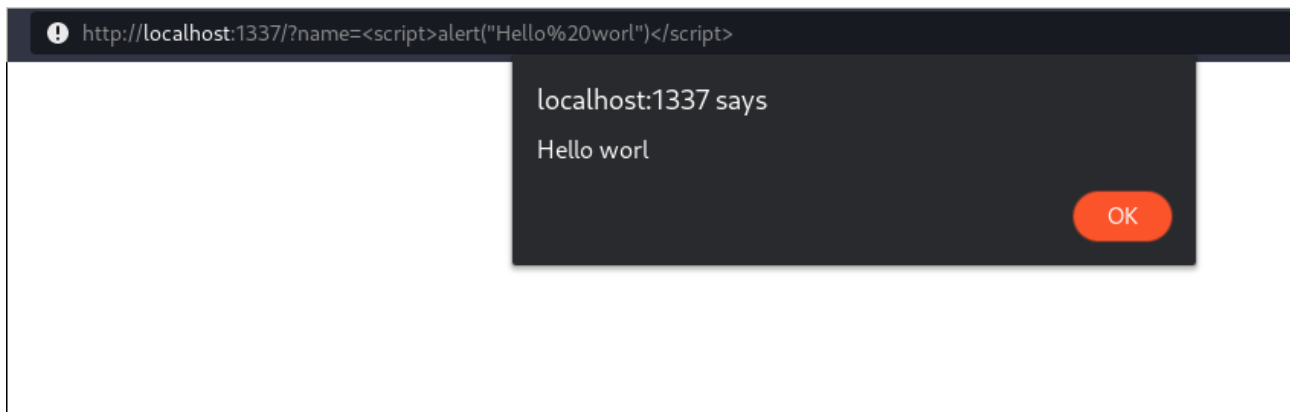 http://localhost:1337/?name=<script>alert("Hello%20worl")</script>
localhost:1337 says
Hello worl
OK